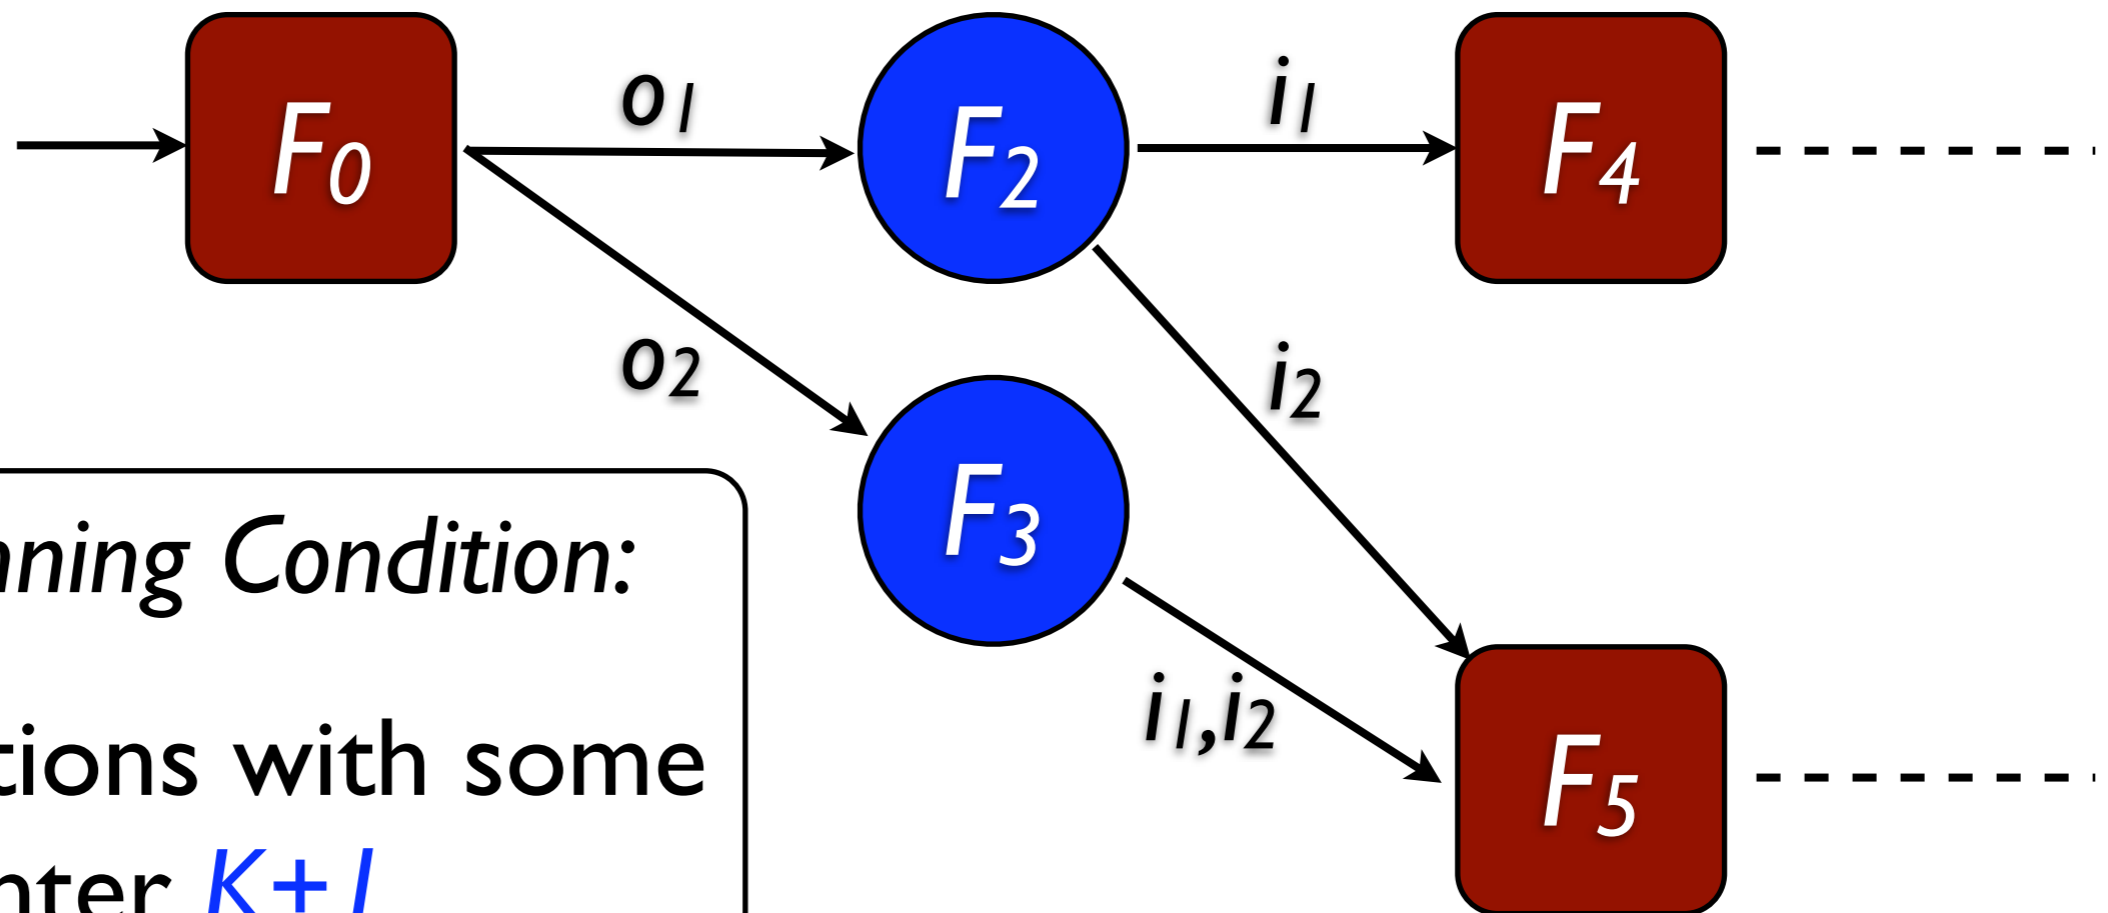 F0
o1
F2
i1
F4
o2
i2
F3
nning Condition:
i1,i2
tions with some
F5
nter K+1